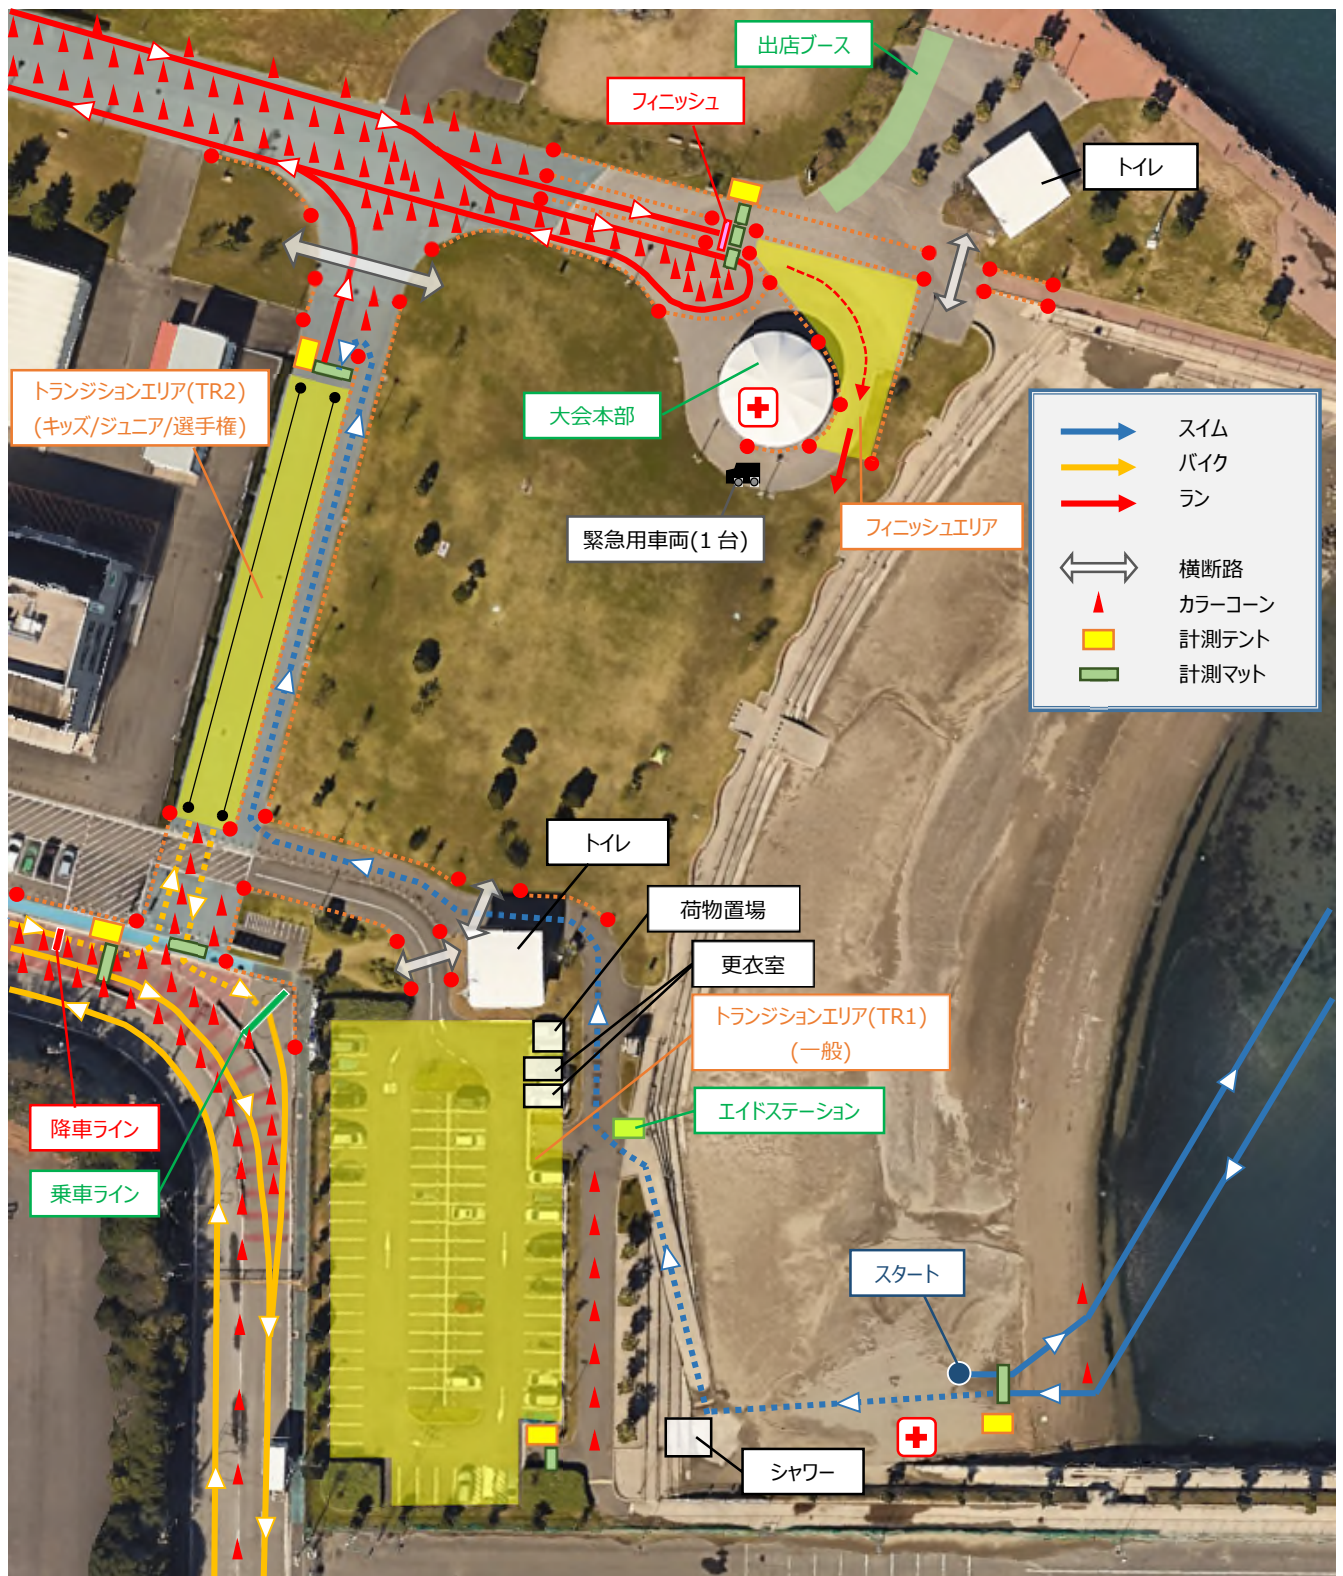 出店ブース
フィニッシュ
トイレ
トランジションエリア(TR2)
(キッズ/ジュニア/選手権)
大会本部
緊急用車両(1台)
フィニッシュエリア
スイム
バイク
ラン
横断路
カラーコーン
計測テント
計測マット
トイレ
荷物置場
更衣室
トランジションエリア(TR1)
(一般)
エイドステーション
降車ライン
乗車ライン
スタート
シャワー